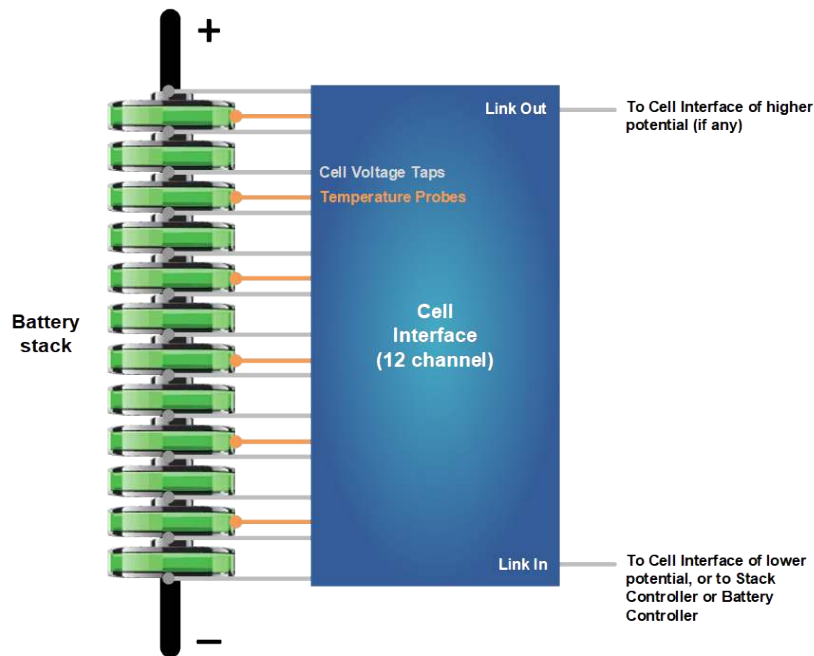 +
Link Out
To Cell Interface of higher
potential (if any)
Cell Voltage Taps
Temperature Probes
Battery
stack
Cell
Interface
(12 channel)
Link In
To Cell Interface of lower
potential, or to Stack
Controller or Battery
Controller
−